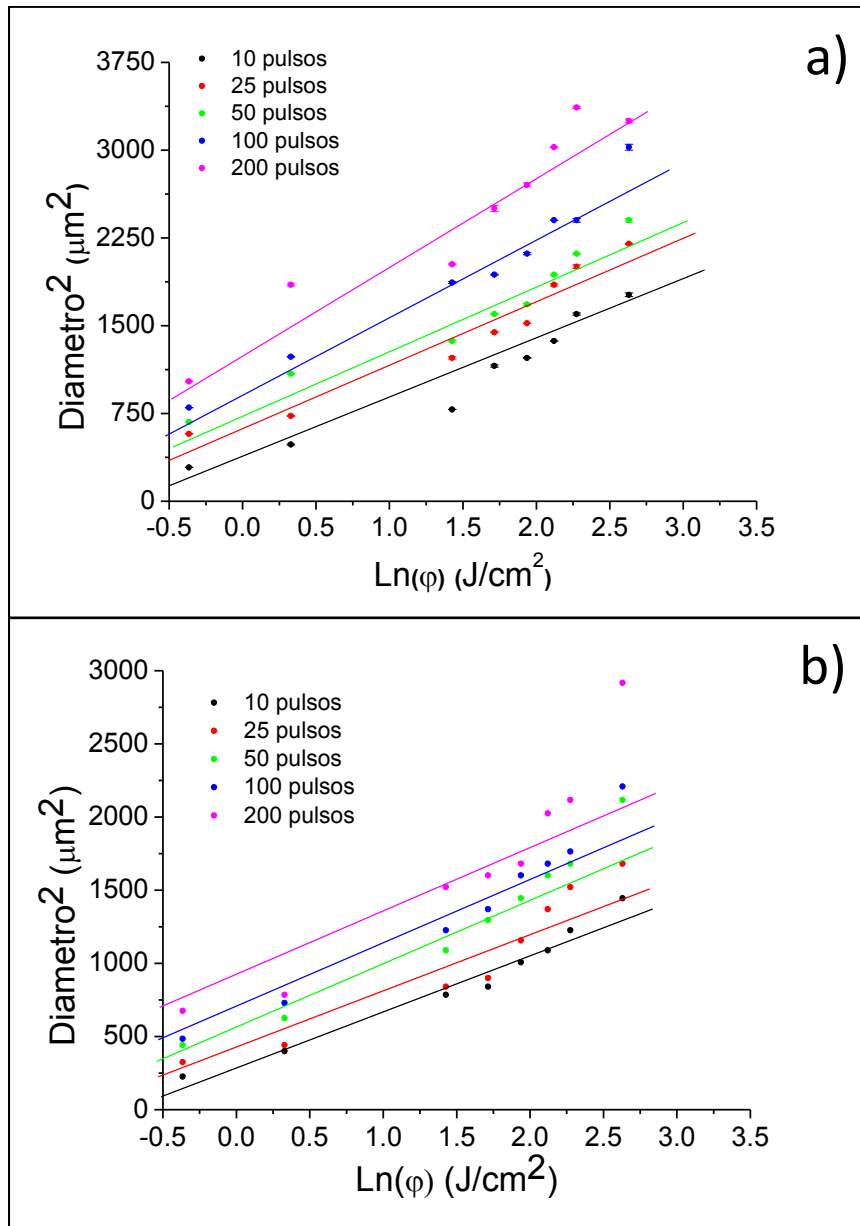 a)
10 pulsos
25 pulsos
50 pulsos
100 pulsos
200 pulsos
3750
3000
2250
1500
750
0
Diametro² (μm²)
-0.5 0.0 0.5 1.0 1.5 2.0 2.5 3.0 3.5
Ln(φ) (J/cm²)
b)
10 pulsos
25 pulsos
50 pulsos
100 pulsos
200 pulsos
3000
2500
2000
1500
1000
500
0
Diametro² (μm²)
-0.5 0.0 0.5 1.0 1.5 2.0 2.5 3.0 3.5
Ln(φ) (J/cm²)